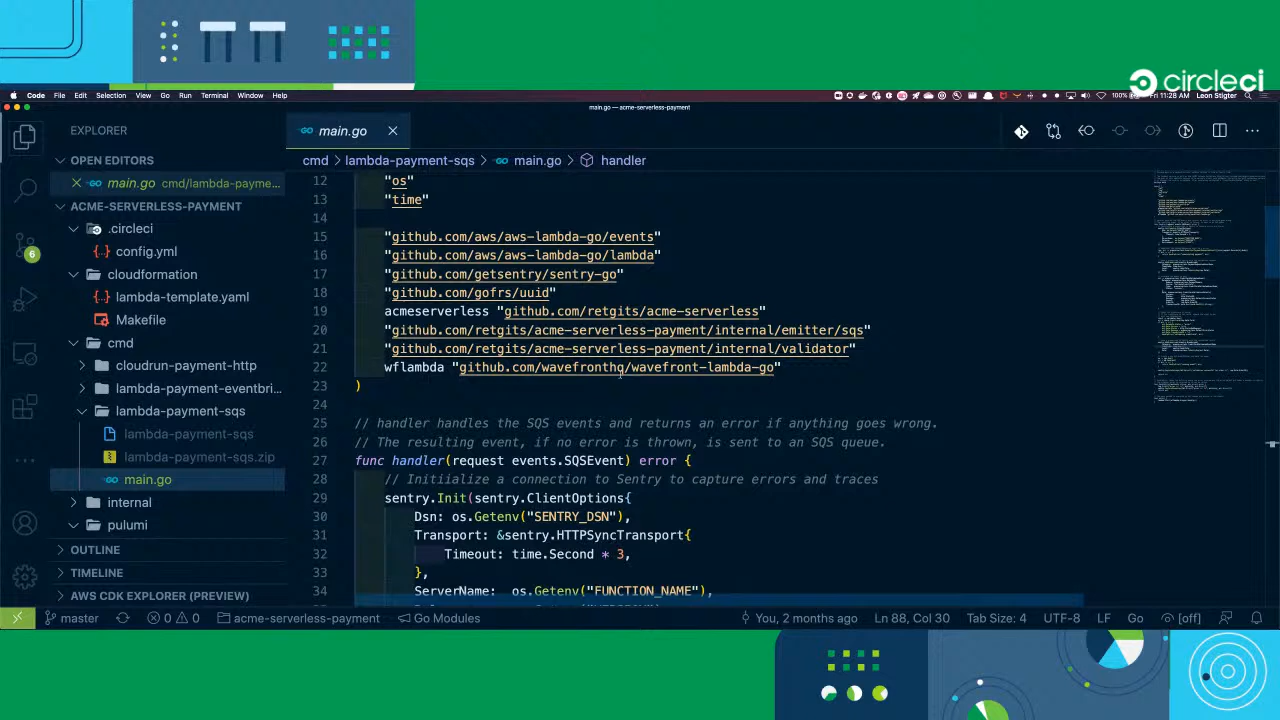 circleci
Code File Edit Selection View Go Run Terminal Window Help 100% Fri 11:28 AM Leon Stigter
main.go — acme-serverless-payment
EXPLORER
main.go
cmd > lambda-payment-sqs > main.go > handler
OPEN EDITORS
main.go cmd/lambda-payme...
ACME-SERVERLESS-PAYMENT
.circleci
config.yml
cloudformation
lambda-template.yaml
Makefile
cmd
cloudrun-payment-http
lambda-payment-eventbri...
lambda-payment-sqs
lambda-payment-sqs
lambda-payment-sqs.zip
main.go
internal
pulumi
OUTLINE
TIMELINE
AWS CDK EXPLORER (PREVIEW)
6
12 "os"
13 "time"
14
15 "github.com/aws/aws-lambda-go/events"
16 "github.com/aws/aws-lambda-go/lambda"
17 "github.com/getsentry/sentry-go"
18 "github.com/gofrs/uuid"
19 acmeserverless "github.com/retgits/acme-serverless"
20 "github.com/retgits/acme-serverless-payment/internal/emitter/sqs"
21 "github.com/retgits/acme-serverless-payment/internal/validator"
22 wflambda "github.com/wavefronthq/wavefront-lambda-go"
23 )
24
25 // handler handles the SQS events and returns an error if anything goes wrong.
26 // The resulting event, if no error is thrown, is sent to an SQS queue.
27 func handler(request events.SQSEvent) error {
28 // Initiialize a connection to Sentry to capture errors and traces
29 sentry.Init(sentry.ClientOptions{
30 Dsn: os.Getenv("SENTRY_DSN"),
31 Transport: &sentry.HTTPSyncTransport{
32 Timeout: time.Second * 3,
33 },
34 ServerName: os.Getenv("FUNCTION_NAME"),
master 0 0 acme-serverless-payment Go Modules You, 2 months ago Ln 88, Col 30 Tab Size: 4 UTF-8 LF Go [off]